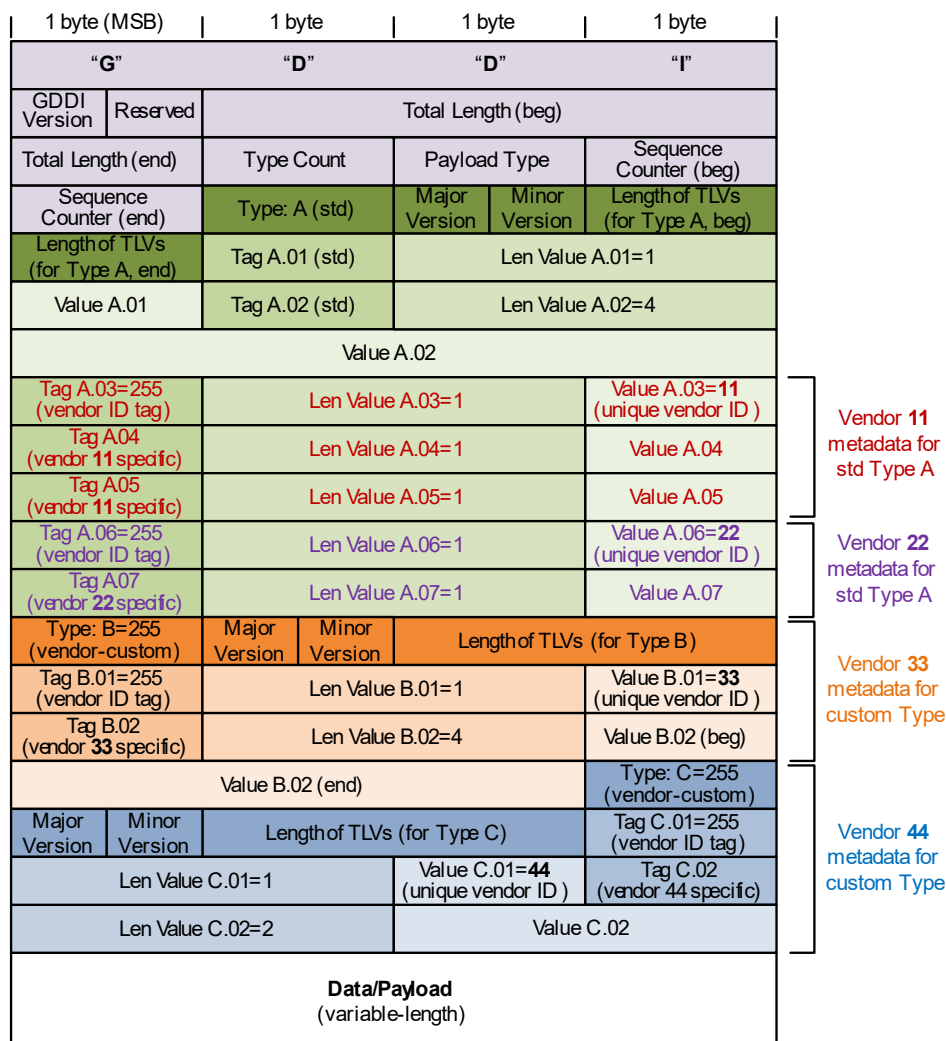 1 byte (MSB) 1 byte 1 byte 1 byte
“G” “D” “D” “I”
GDDI
Version
Reserved
Total Length (beg)
Total Length (end)
Type Count
Payload Type
Sequence
Counter (beg)
Sequence
Counter (end)
Type: A (std)
Major
Version
Minor
Version
Length of TLVs
(for Type A, beg)
Length of TLVs
(for Type A, end)
Tag A.01 (std)
Len Value A.01=1
Value A.01
Tag A.02 (std)
Len Value A.02=4
Value A.02
Tag A.03=255
(vendor ID tag)
Len Value A.03=1
Value A.03=11
(unique vendor ID)
Tag A.04
(vendor 11 specific)
Len Value A.04=1
Value A.04
Tag A.05
(vendor 11 specific)
Len Value A.05=1
Value A.05
Vendor 11
metadata for
std Type A
Tag A.06=255
(vendor ID tag)
Len Value A.06=1
Value A.06=22
(unique vendor ID)
Tag A.07
(vendor 22 specific)
Len Value A.07=1
Value A.07
Vendor 22
metadata for
std Type A
Type: B=255
(vendor-custom)
Major
Version
Minor
Version
Length of TLVs (for Type B)
Tag B.01=255
(vendor ID tag)
Len Value B.01=1
Value B.01=33
(unique vendor ID)
Tag B.02
(vendor 33 specific)
Len Value B.02=4
Value B.02 (beg)
Vendor 33
metadata for
custom Type
Value B.02 (end)
Type: C=255
(vendor-custom)
Major
Version
Minor
Version
Length of TLVs (for Type C)
Tag C.01=255
(vendor ID tag)
Len Value C.01=1
Value C.01=44
(unique vendor ID)
Tag C.02
(vendor 44 specific)
Len Value C.02=2
Value C.02
Vendor 44
metadata for
custom Type
Data/Payload
(variable-length)